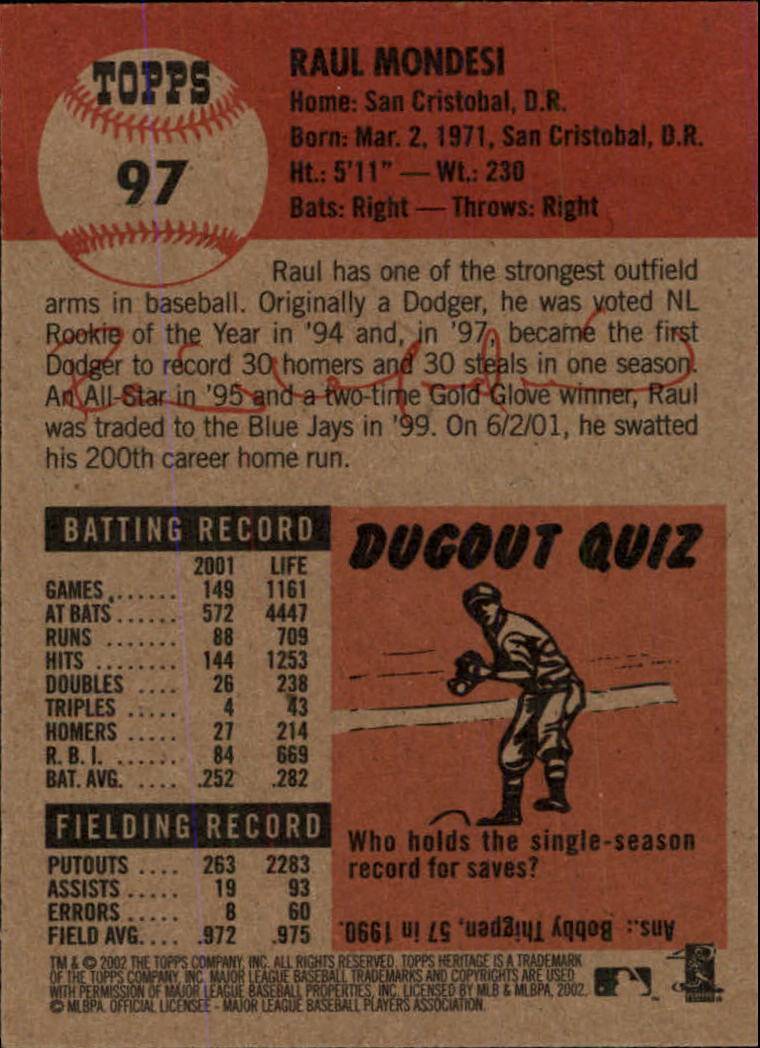 TOPPS
97
RAUL MONDESI
Home: San Cristobal, D.R.
Born: Mar. 2, 1971, San Cristobal, D.R.
Ht.: 5'11" — Wt.: 230
Bats: Right — Throws: Right
Raul has one of the strongest outfield
arms in baseball. Originally a Dodger, he was voted NL
Rookie of the Year in '94 and, in '97, became the first
Dodger to record 30 homers and 30 steals in one season.
An All-Star in '95 and a two-time Gold Glove winner, Raul
was traded to the Blue Jays in '99. On 6/2/01, he swatted
his 200th career home run.
BATTING RECORD
2001 LIFE
GAMES ....... 149 1161
AT BATS ...... 572 4447
RUNS ........ 88 709
HITS ........ 144 1253
DOUBLES .... 26 238
TRIPLES ..... 4 43
HOMERS ..... 27 214
R. B. I. ...... 84 669
BAT. AVG. .... .252 .282
FIELDING RECORD
PUTOUTS .... 263 2283
ASSISTS ..... 19 93
ERRORS ..... 8 60
FIELD AVG. ... .972 .975
DUGOUT QUIZ
Who holds the single-season
record for saves?
Ans.: Bobby Thigpen, 57 in 1990.
TM & © 2002 THE TOPPS COMPANY, INC. ALL RIGHTS RESERVED. TOPPS HERITAGE IS A TRADEMARK
OF THE TOPPS COMPANY, INC. MAJOR LEAGUE BASEBALL TRADEMARKS AND COPYRIGHTS ARE USED
WITH PERMISSION OF MAJOR LEAGUE BASEBALL PROPERTIES, INC. LICENSED BY MLB & MLBPA, 2002.
© MLBPA. OFFICIAL LICENSEE - MAJOR LEAGUE BASEBALL PLAYERS ASSOCIATION.